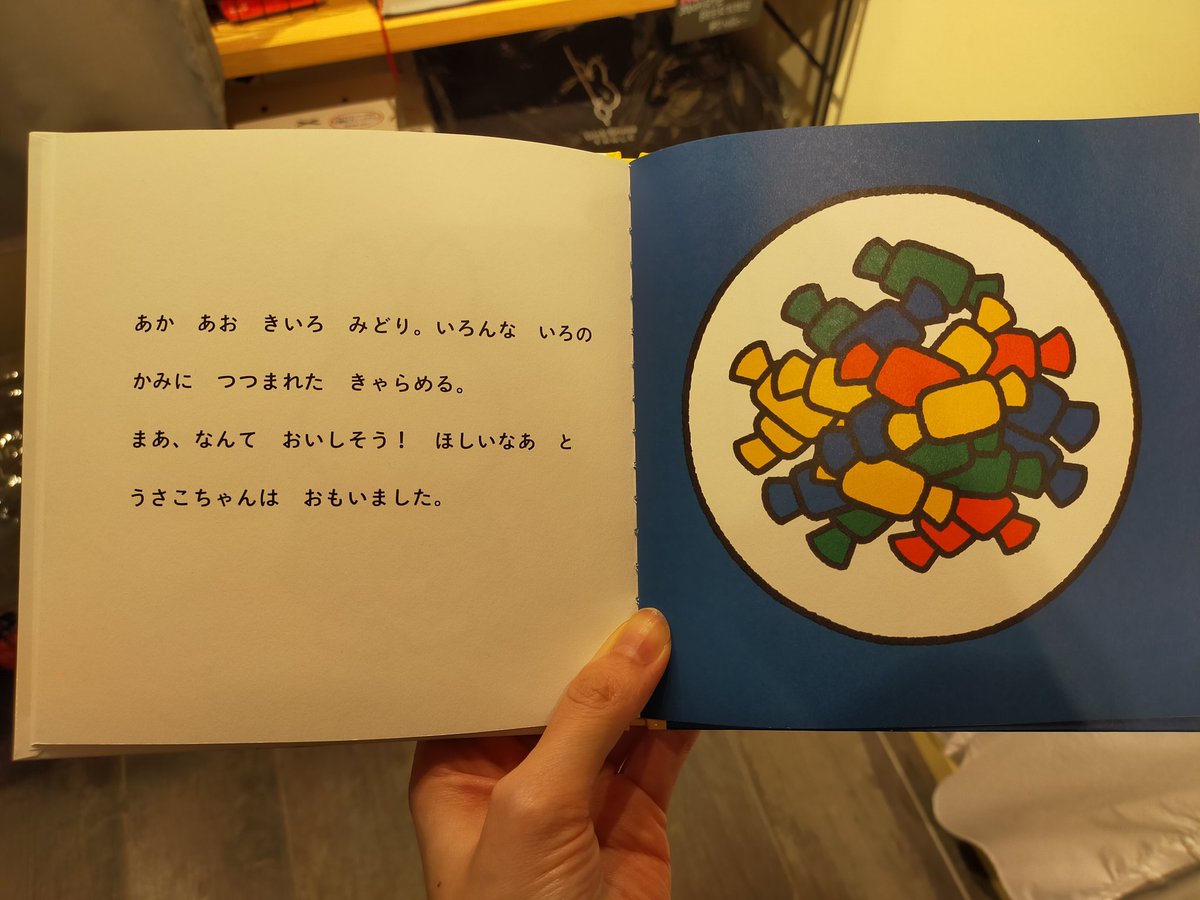 あか　あお　きいろ　みどり。いろんな　いろの
かみに　つつまれた　きゃらめる。
まあ、なんて　おいしそう！　ほしいなあ　と
うさこちゃんは　おもいました。